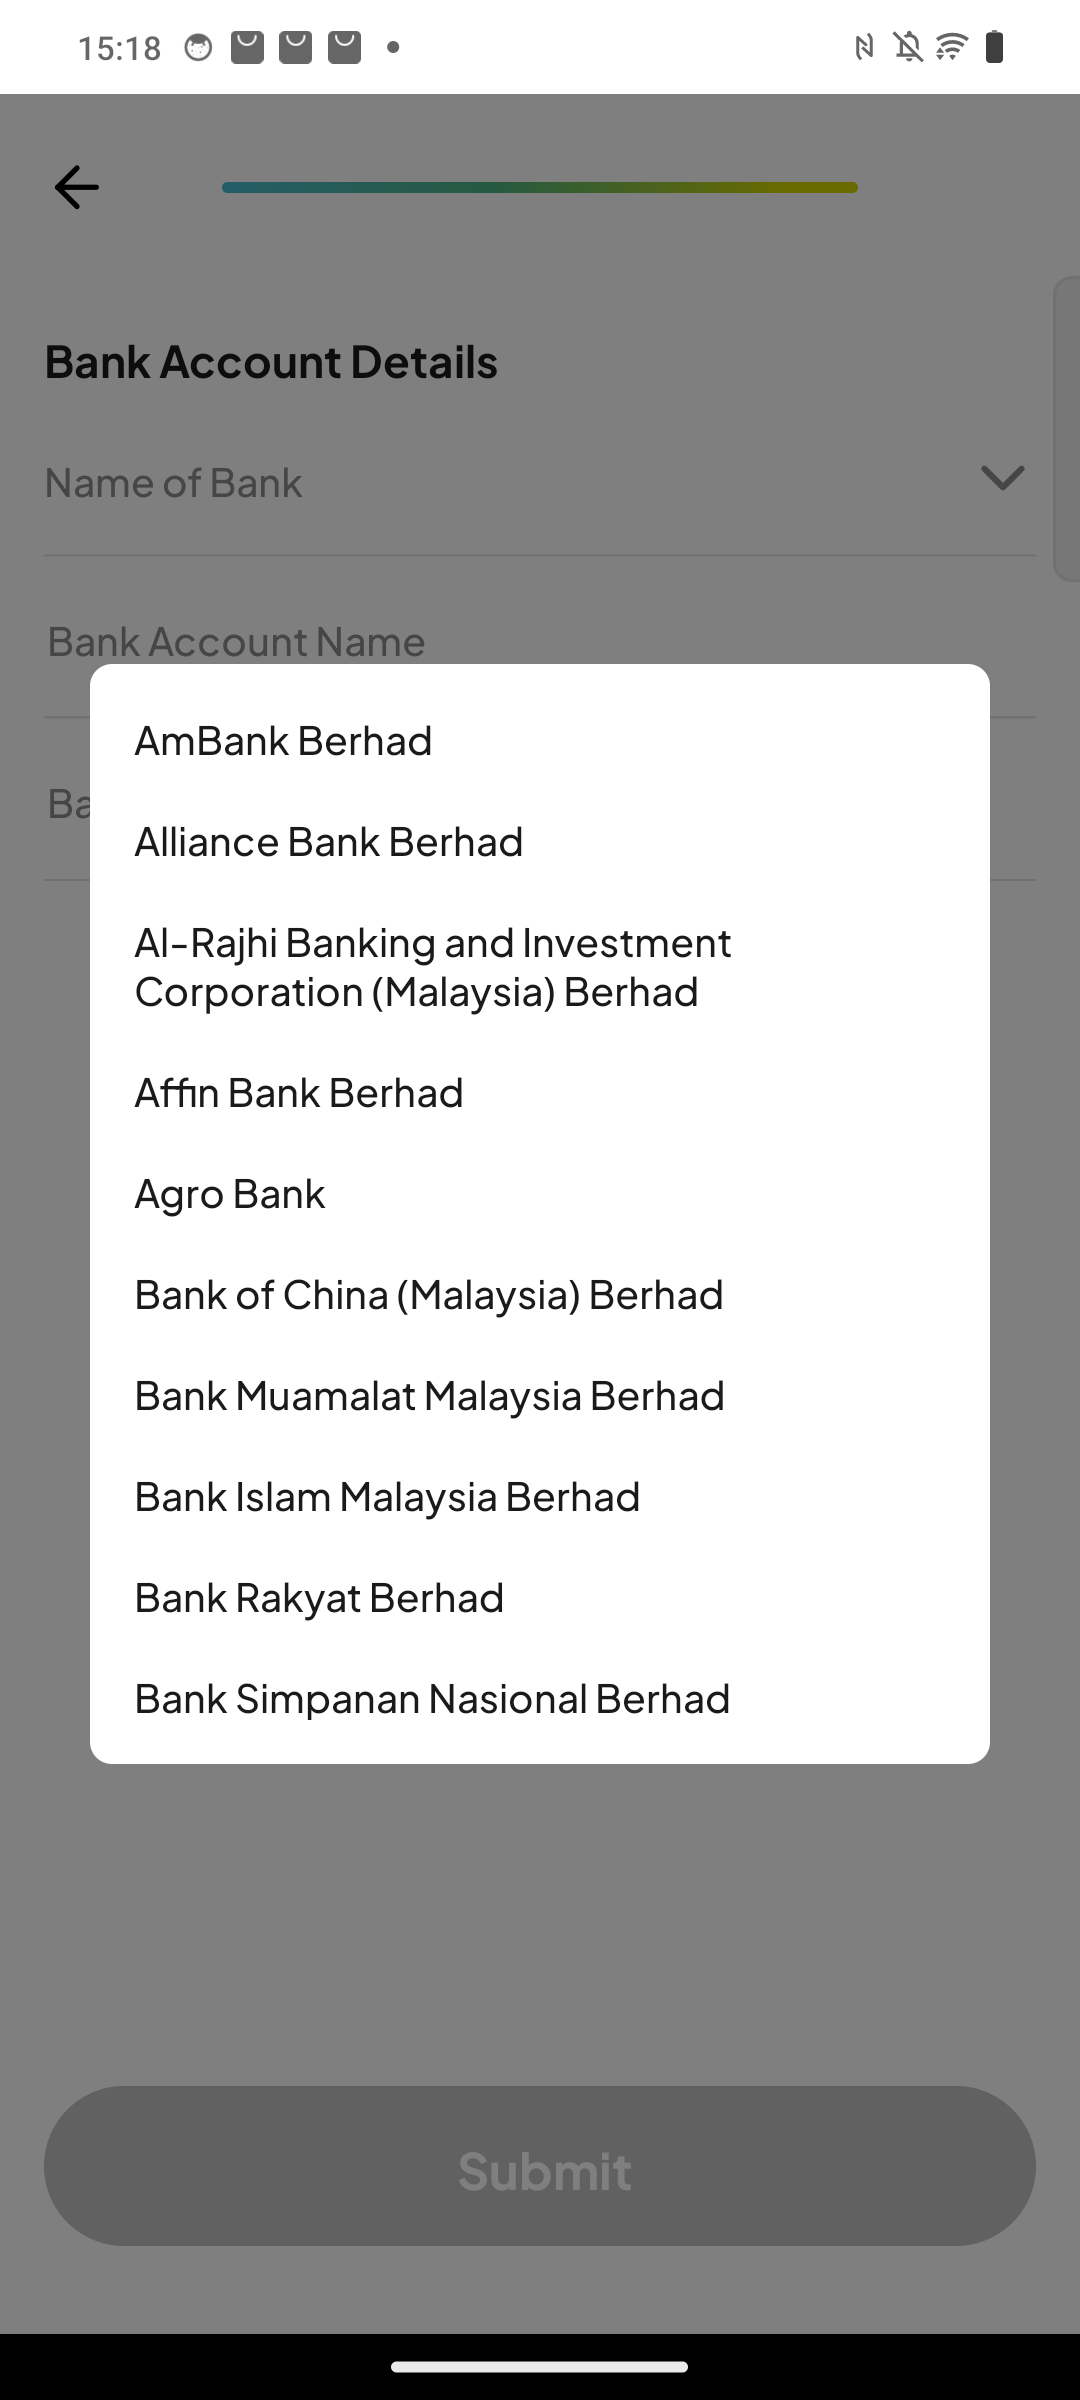 15:18
Bank Account Details
Name of Bank
Bank Account Name
Ba
AmBank Berhad
Alliance Bank Berhad
Al-Rajhi Banking and Investment
Corporation (Malaysia) Berhad
Affin Bank Berhad
Agro Bank
Bank of China (Malaysia) Berhad
Bank Muamalat Malaysia Berhad
Bank Islam Malaysia Berhad
Bank Rakyat Berhad
Bank Simpanan Nasional Berhad
Submit